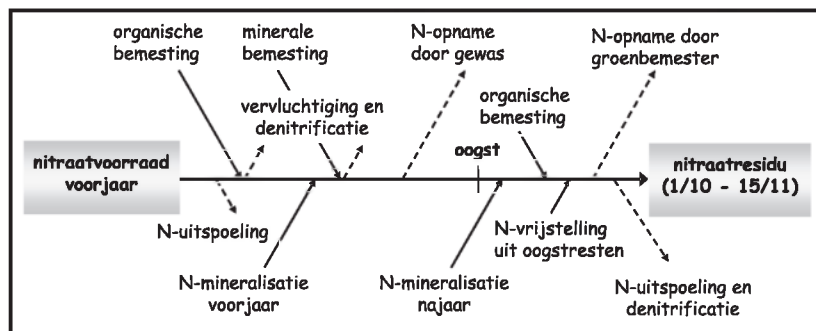 organische
bemesting
minerale
bemesting
N-opname
door gewas
N-opname door
groenbemester
vervluchtiging en
denitrificatie
organische
bemesting
nitraatvoorraad
voorjaar
oogst
nitraatresidu
(1/10 - 15/11)
N-uitspoeling
N-vrijstelling
uit oogstresten
N-mineralisatie
voorjaar
N-mineralisatie
najaar
N-uitspoeling en
denitrificatie